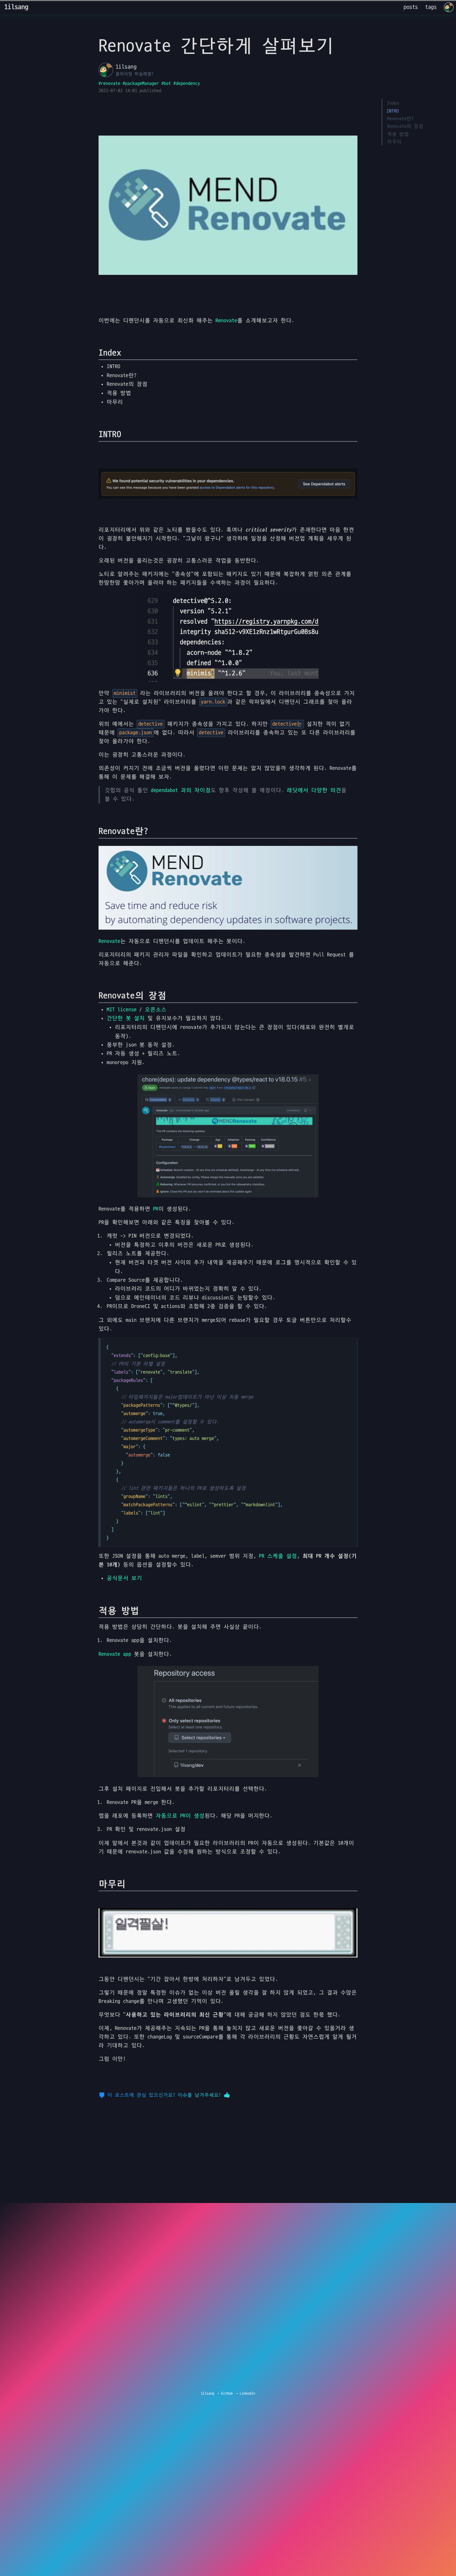 1ilsang
posts
tags
Renovate 간단하게 살펴보기
1ilsang
클라이밍 하실래염?
#renovate #packageManager #bot #dependency
2022-07-02 14:01 published
Index
INTRO
Renovate란?
Renovate의 장점
적용 방법
마무리
MEND
Renovate
이번에는 디펜던시를 자동으로 최신화 해주는 Renovate를 소개해보고자 한다.
Index
INTRO
Renovate란?
Renovate의 장점
적용 방법
마무리
INTRO
We found potential security vulnerabilities in your dependencies.
You can see this message because you have been granted access to Dependabot alerts for this repository.
See Dependabot alerts
리포지터리에서 위와 같은 노티를 봤을수도 있다. 혹여나 critical severity가 존재한다면 마음 한켠
이 굉장히 불안해지기 시작한다. "그날이 왔구나" 생각하며 일정을 산정해 버전업 계획을 세우게 된
다.
오래된 버전을 올리는것은 굉장히 고통스러운 작업을 동반한다.
노티로 알려주는 패키지에는 "종속성"에 포함되는 패키지도 있기 때문에 복잡하게 얽힌 의존 관계를
한땀한땀 쫓아가며 올려야 하는 패키지들을 수색하는 과정이 필요하다.
629 detective@^5.2.0:
630 version "5.2.1"
631 resolved "https://registry.yarnpkg.com/d
632 integrity sha512-v9XE1zRnz1wRtgurGu0Bs8u
633 dependencies:
634 acorn-node "^1.8.2"
635 defined "^1.0.0"
636 minimist "^1.2.6" You, last mont
만약 minimist 라는 라이브러리의 버전을 올려야 한다고 할 경우, 이 라이브러리를 종속성으로 가지
고 있는 "실제로 설치된" 라이브러리를 yarn.lock 과 같은 락파일에서 디펜던시 그래프를 찾아 올라
가야 한다.
위의 예에서는 detective 패키지가 종속성을 가지고 있다. 하지만 detective는 설치한 적이 없기
때문에 package.json 에 없다. 따라서 detective 라이브러리를 종속하고 있는 또 다른 라이브러리를
찾아 올라가야 한다.
이는 굉장히 고통스러운 과정이다.
의존성이 커지기 전에 조금씩 버전을 올렸다면 이런 문제는 없지 않았을까 생각하게 된다. Renovate를
통해 이 문제를 해결해 보자.
깃헙의 공식 툴인 dependabot 과의 차이점도 향후 작성해 볼 예정이다. 레딧에서 다양한 의견을
볼 수 있다.
Renovate란?
MEND
Renovate
Save time and reduce risk
by automating dependency updates in software projects.
Renovate는 자동으로 디펜던시를 업데이트 해주는 봇이다.
리포지터리의 패키지 관리자 파일을 확인하고 업데이트가 필요한 종속성을 발견하면 Pull Request 를
자동으로 해준다.
Renovate의 장점
MIT license / 오픈소스
간단한 봇 설치 및 유지보수가 필요하지 않다.
리포지터리의 디펜던시에 renovate가 추가되지 않는다는 큰 장점이 있다(레포와 완전히 별개로
동작).
풍부한 json 봇 동작 설정.
PR 자동 생성 + 릴리즈 노트.
monorepo 지원.
chore(deps): update dependency @types/react to v18.0.15 #5
Package Change Age Adoption Passing Confidence
Configuration
Renovate를 적용하면 PR이 생성된다.
PR을 확인해보면 아래와 같은 특징을 찾아볼 수 있다.
1. 캐럿 -> PIN 버전으로 변경되었다.
버전을 특정하고 이후의 버전은 새로운 PR로 생성된다.
2. 릴리즈 노트를 제공한다.
현재 버전과 타겟 버전 사이의 추가 내역을 제공해주기 때문에 로그를 명시적으로 확인할 수 있
다.
3. Compare Source를 제공합니다.
라이브러리 코드의 어디가 바뀌었는지 정확히 알 수 있다.
덤으로 메인테이너의 코드 리뷰나 discussion도 눈팅할수 있다.
4. PR이므로 DroneCI 및 actions와 조합해 2중 검증을 할 수 있다.
그 외에도 main 브랜치에 다른 브랜치가 merge되어 rebase가 필요할 경우 토글 버튼만으로 처리할수
있다.
{
"extends": ["config:base"],
// PR의 기본 라벨 설정
"labels": ["renovate", "translate"],
"packageRules": [
{
// 타입패키지들은 major업데이트가 아닌 이상 자동 merge
"packagePatterns": ["^@types/"],
"automerge": true,
// automerge시 comment를 설정할 수 있다.
"automergeType": "pr-comment",
"automergeComment": "types: auto merge",
"major": {
"automerge": false
}
},
{
// lint 관련 패키지들은 하나의 PR로 생성하도록 설정
"groupName": "lints",
"matchPackagePatterns": ["^eslint", "^prettier", "^markdownlint"],
"labels": ["lint"]
}
]
}
또한 JSON 설정을 통해 auto merge, label, semver 범위 지정, PR 스케줄 설정, 최대 PR 개수 설정(기
본 10개) 등의 옵션을 설정할수 있다.
공식문서 보기
적용 방법
적용 방법은 상당히 간단하다. 봇을 설치해 주면 사실상 끝이다.
1. Renovate app을 설치한다.
Renovate app 봇을 설치한다.
Repository access
All repositories
This applies to all current and future repositories.
Only select repositories
Select at least one repository.
Select repositories
Selected 1 repository.
1ilsang/dev
그후 설치 페이지로 진입해서 봇을 추가할 리포지터리를 선택한다.
1. Renovate PR을 merge 한다.
앱을 레포에 등록하면 자동으로 PR이 생성된다. 해당 PR을 머지한다.
3. PR 확인 및 renovate.json 설정
이제 앞에서 본것과 같이 업데이트가 필요한 라이브러리의 PR이 자동으로 생성된다. 기본값은 10개이
기 때문에 renovate.json 값을 수정해 원하는 방식으로 조정할 수 있다.
마무리
일격필살!
그동안 디펜던시는 "기간 잡아서 한방에 처리하자"로 남겨두고 있었다.
그렇기 때문에 정말 특정한 이슈가 없는 이상 버전 올릴 생각을 잘 하지 않게 되었고, 그 결과 수많은
Breaking change를 만나며 고생했던 기억이 있다.
무엇보다 "사용하고 있는 라이브러리의 최신 근황"에 대해 궁금해 하지 않았던 점도 한몫 했다.
이제, Renovate가 제공해주는 지속되는 PR을 통해 놓치지 않고 새로운 버전을 쫓아갈 수 있을거라 생
각하고 있다. 또한 changeLog 및 sourceCompare를 통해 각 라이브러리의 근황도 자연스럽게 알게 될거
라 기대하고 있다.
그럼 이만!
이 포스트에 관심 있으신가요? 이슈를 남겨주세요!
1ilsang - GitHub - LinkedIn